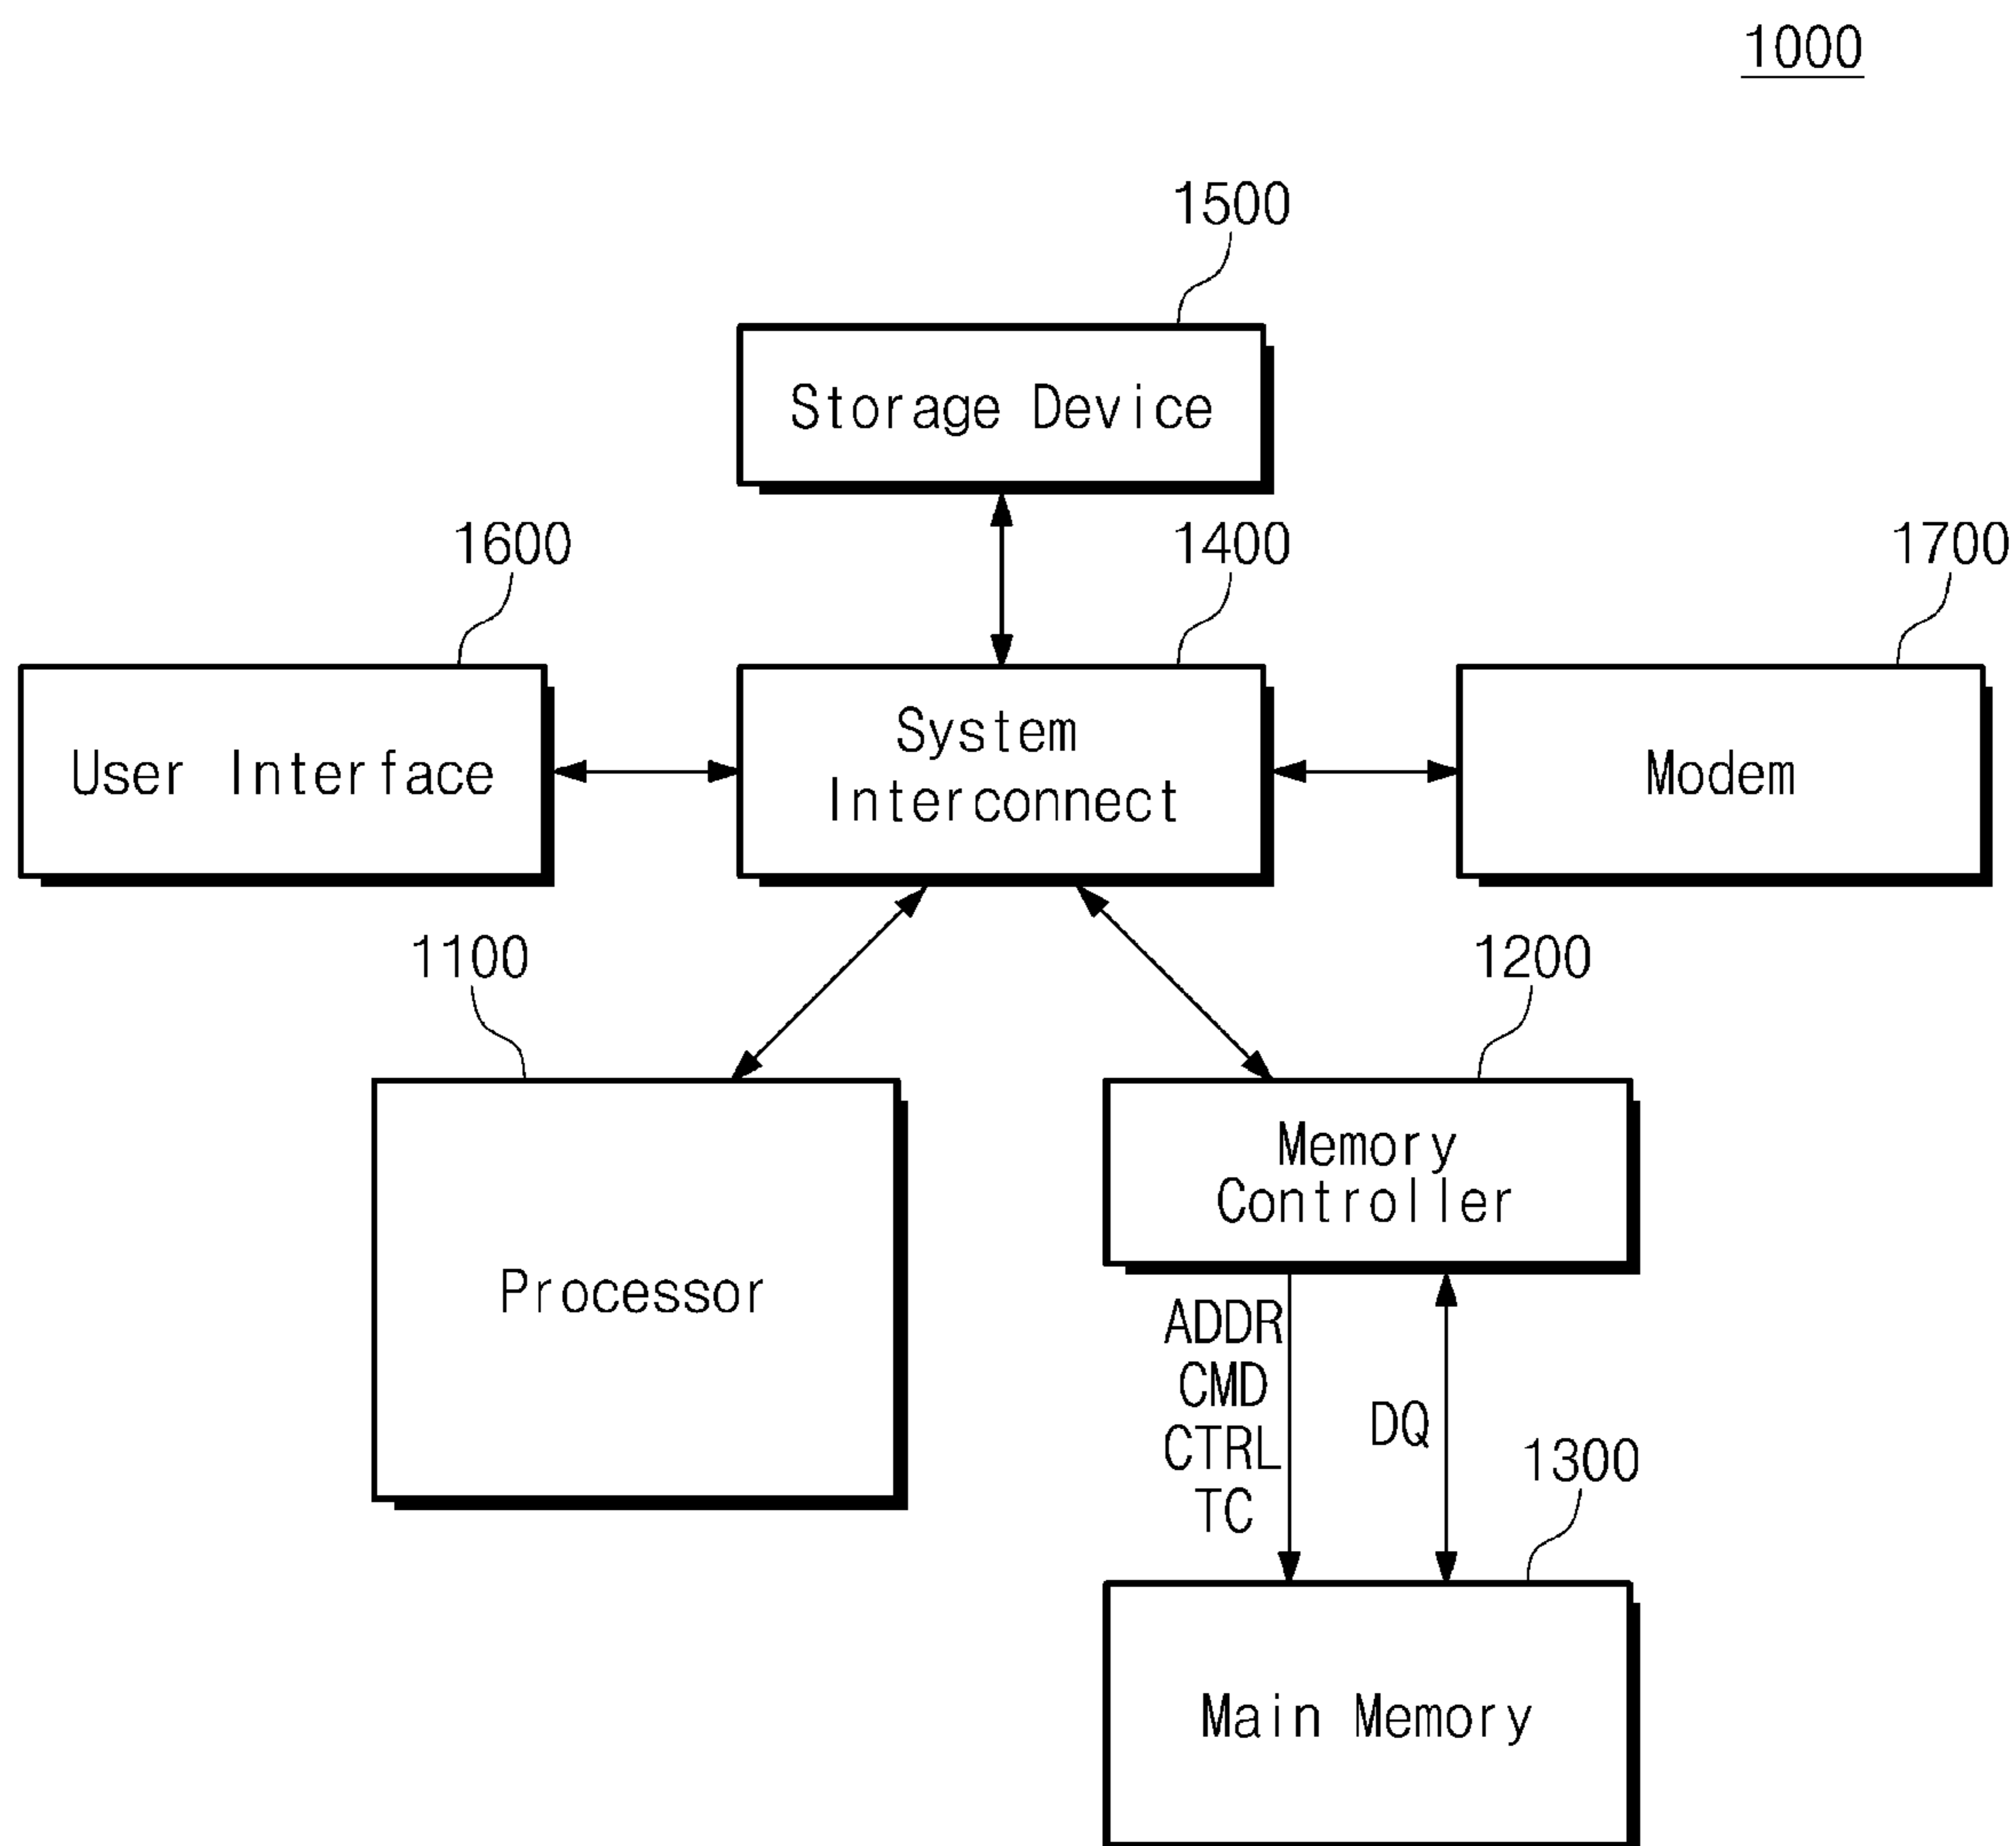 1000
1500
Storage Device
1600
1400
1700
User Interface
System
Interconnect
Modem
1100
1200
Processor
Memory
Controller
ADDR
CMD
CTRL
TC
DQ
1300
Main Memory